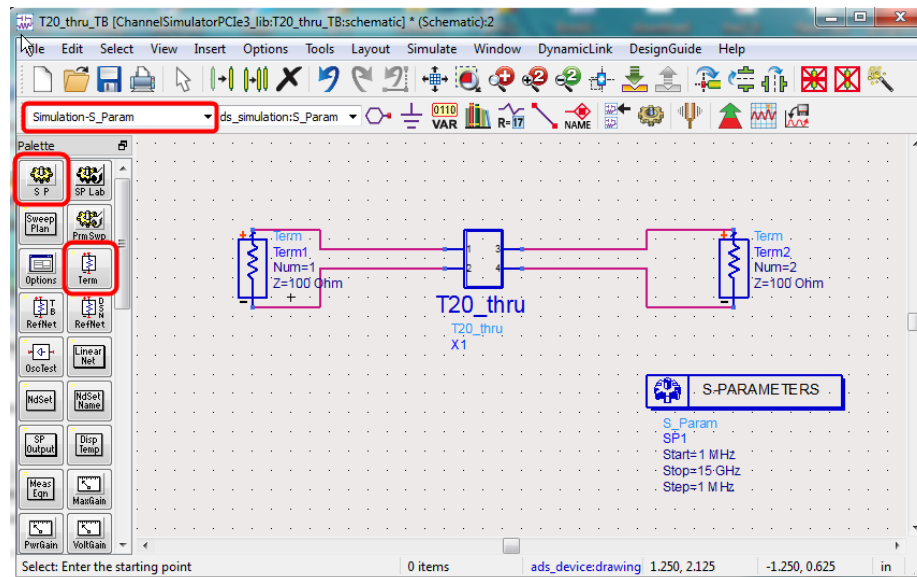 T20_thru_TB [ChannelSimulatorPCIe3_lib:T20_thru_TB:schematic] * (Schematic):2
File Edit Select View Insert Options Tools Layout Simulate Window DynamicLink DesignGuide Help
Simulation-S_Param
ds_simulation:S_Param
0110
VAR
R=17
NAME
Palette
S P
SP Lab
Sweep
Plan
Prm Swp
Options
Term
RefNet
RefNet
OscTest
Linear
Net
NdSet
NdSet
Name
SP
Output
Disp
Temp
Meas
Eqn
MaxGain
PwrGain
VoltGain
Term
Term1
Num=1
Z=100 Ohm
1
2
3
4
T20_thru
T20_thru
X1
Term
Term2
Num=2
Z=100 Ohm
S-PARAMETERS
S_Param
SP1
Start=1 MHz
Stop=15 GHz
Step=1 MHz
Select: Enter the starting point
0 items
ads_device:drawing
1.250, 2.125
-1.250, 0.625
in